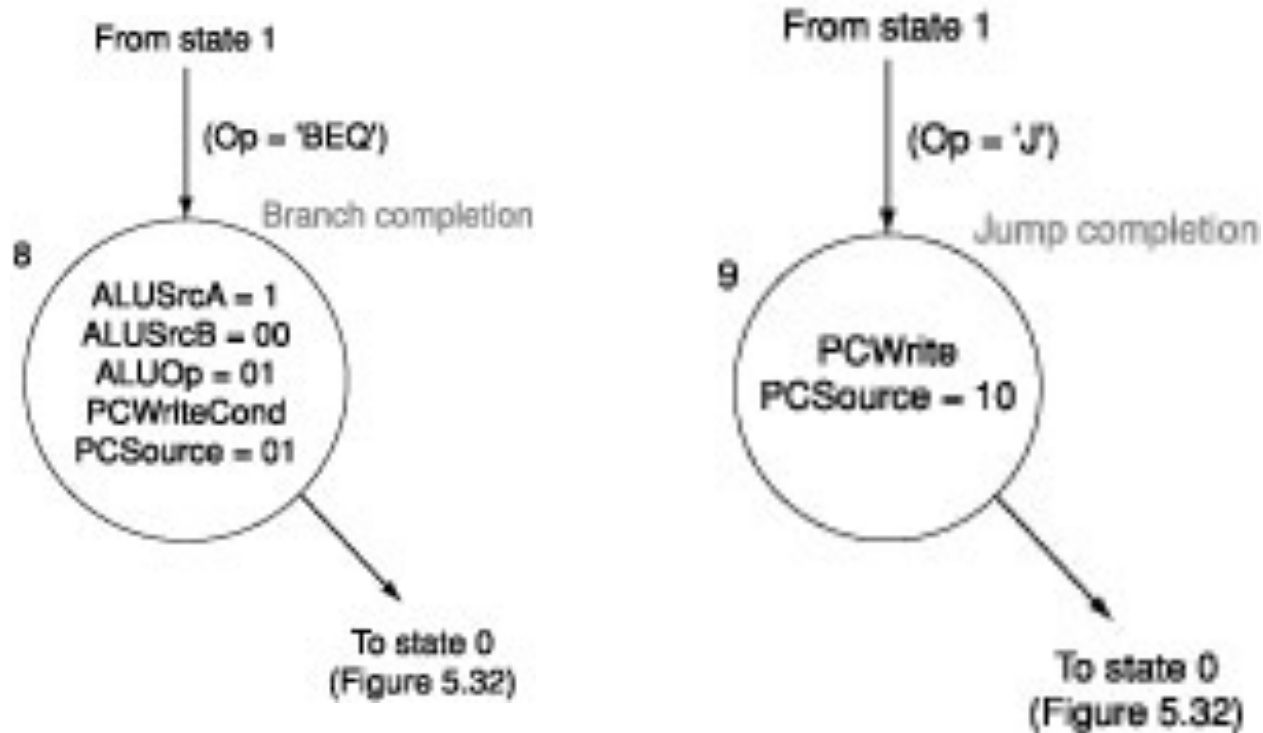 From state 1
(Op = 'BEQ')
Branch completion
8
ALUSrcA = 1
ALUSrcB = 00
ALUOp = 01
PCWriteCond
PCSource = 01
To state 0
(Figure 5.32)
From state 1
(Op = 'J')
Jump completion
9
PCWrite
PCSource = 10
To state 0
(Figure 5.32)